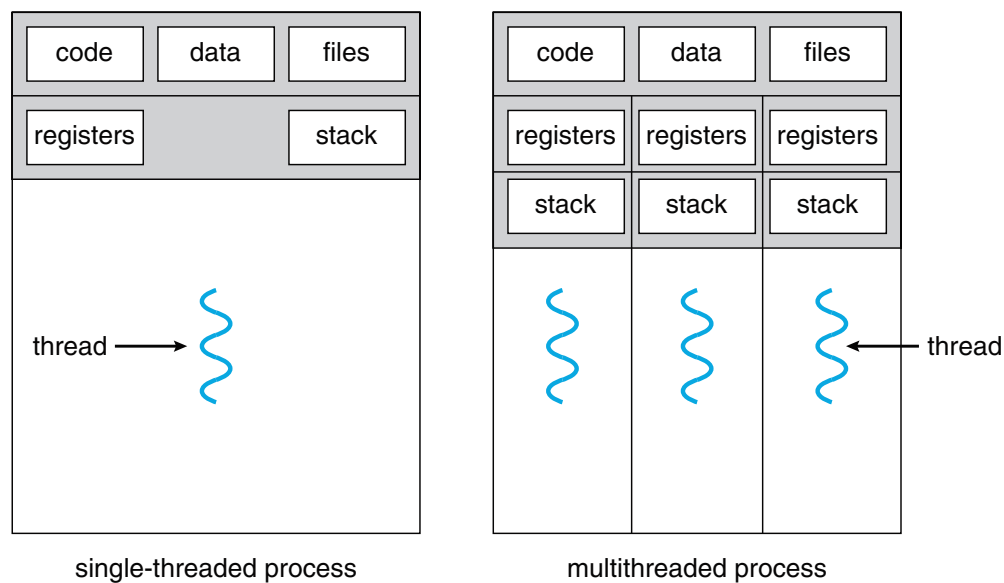 code data files
registers stack
thread
single-threaded process
code data files
registers registers registers
stack stack stack
thread
multithreaded process